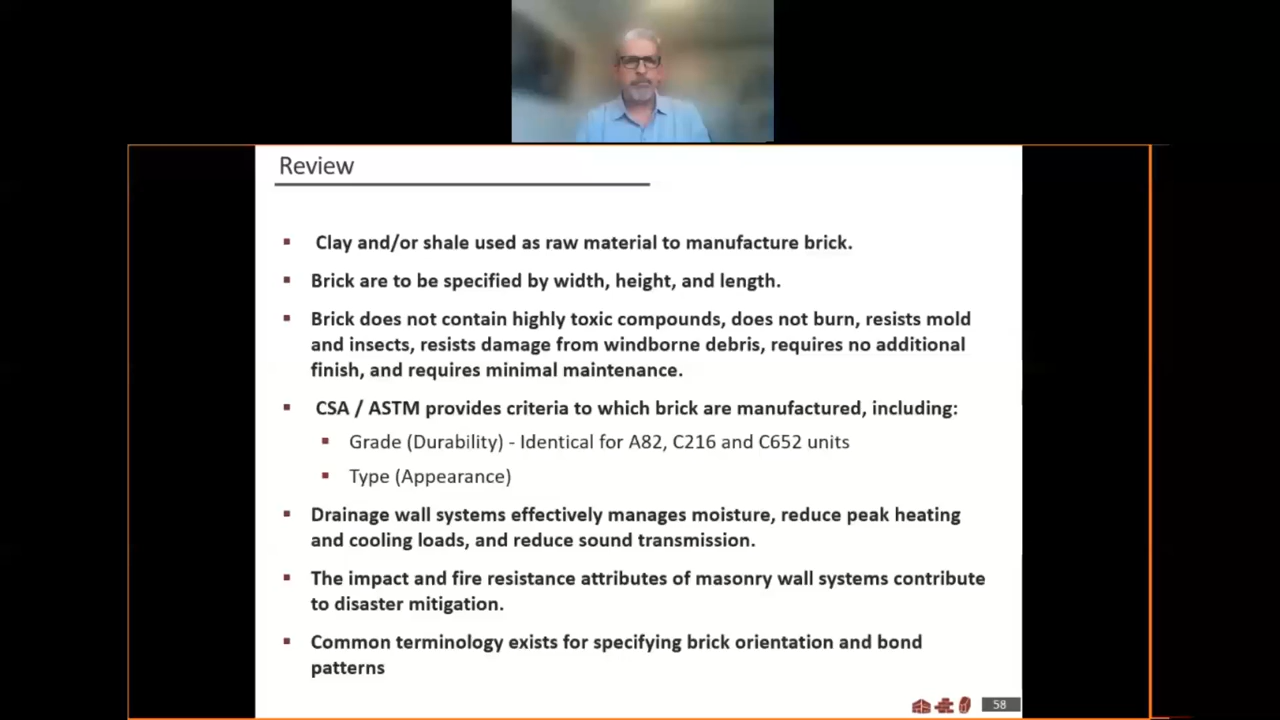 Review
Clay and/or shale used as raw material to manufacture brick.
Brick are to be specified by width, height, and length.
Brick does not contain highly toxic compounds, does not burn, resists mold
and insects, resists damage from windborne debris, requires no additional
finish, and requires minimal maintenance.
CSA / ASTM provides criteria to which brick are manufactured, including:
Grade (Durability) - Identical for A82, C216 and C652 units
Type (Appearance)
Drainage wall systems effectively manages moisture, reduce peak heating
and cooling loads, and reduce sound transmission.
The impact and fire resistance attributes of masonry wall systems contribute
to disaster mitigation.
Common terminology exists for specifying brick orientation and bond
patterns
58